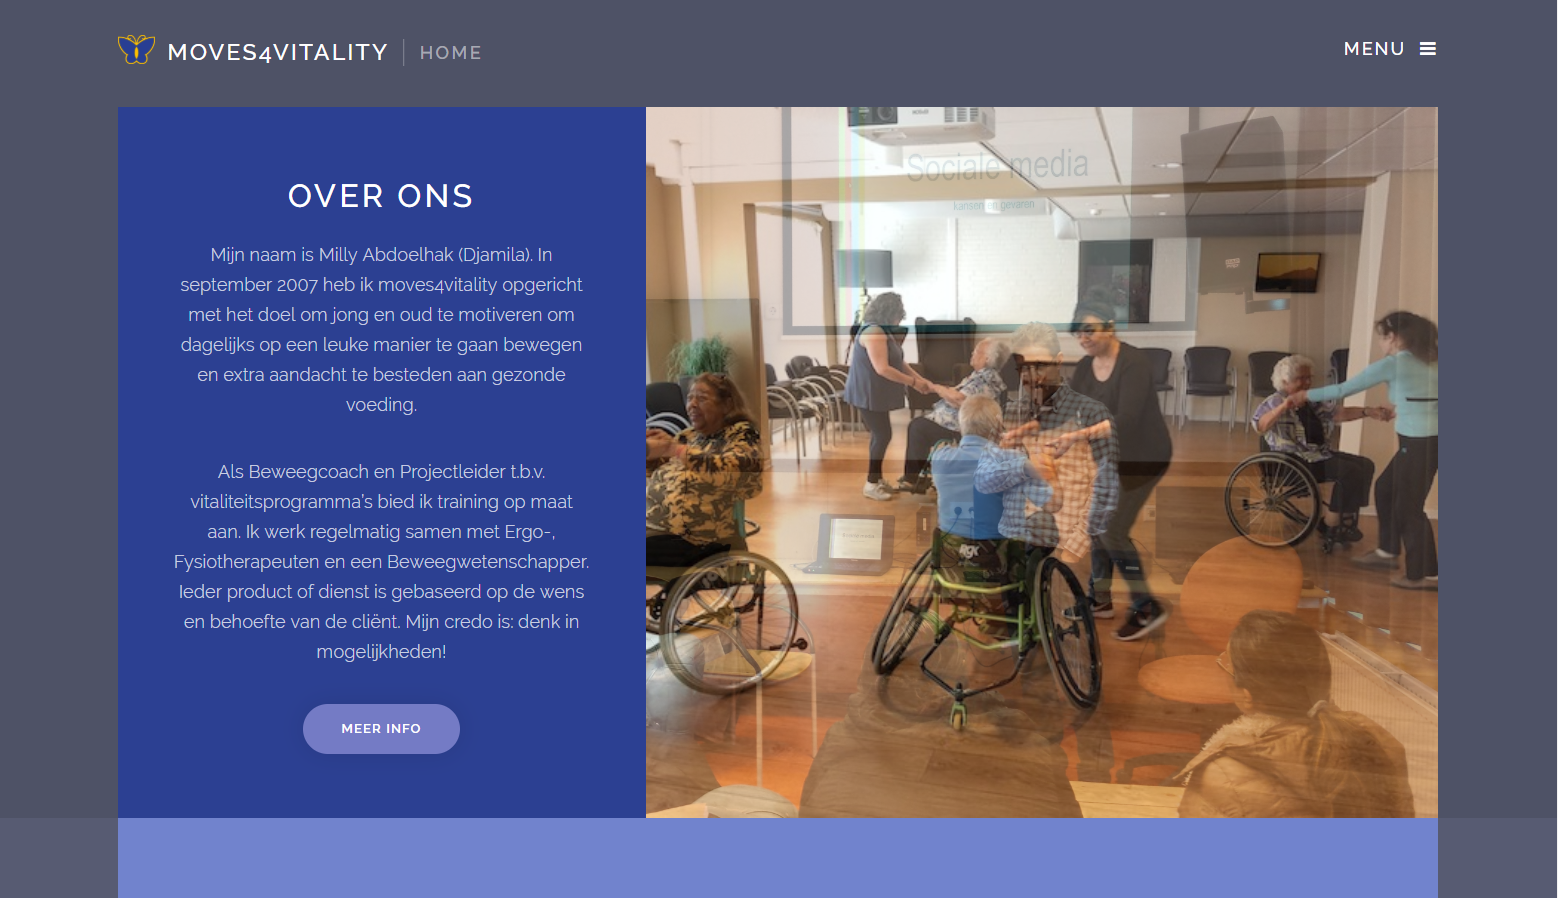 MOVES4VITALITY
HOME
MENU
OVER ONS
Mijn naam is Milly Abdoelhak (Djamila). In
september 2007 heb ik moves4vitality opgericht
met het doel om jong en oud te motiveren om
dagelijks op een leuke manier te gaan bewegen
en extra aandacht te besteden aan gezonde
voeding.
Als Beweegcoach en Projectleider t.b.v.
vitaliteitsprogramma's bied ik training op maat
aan. Ik werk regelmatig samen met Ergo-,
Fysiotherapeuten en een Beweegwetenschapper.
Ieder product of dienst is gebaseerd op de wens
en behoefte van de cliënt. Mijn credo is: denk in
mogelijkheden!
MEER INFO
Sociale media
kansen en gevaren
RGK